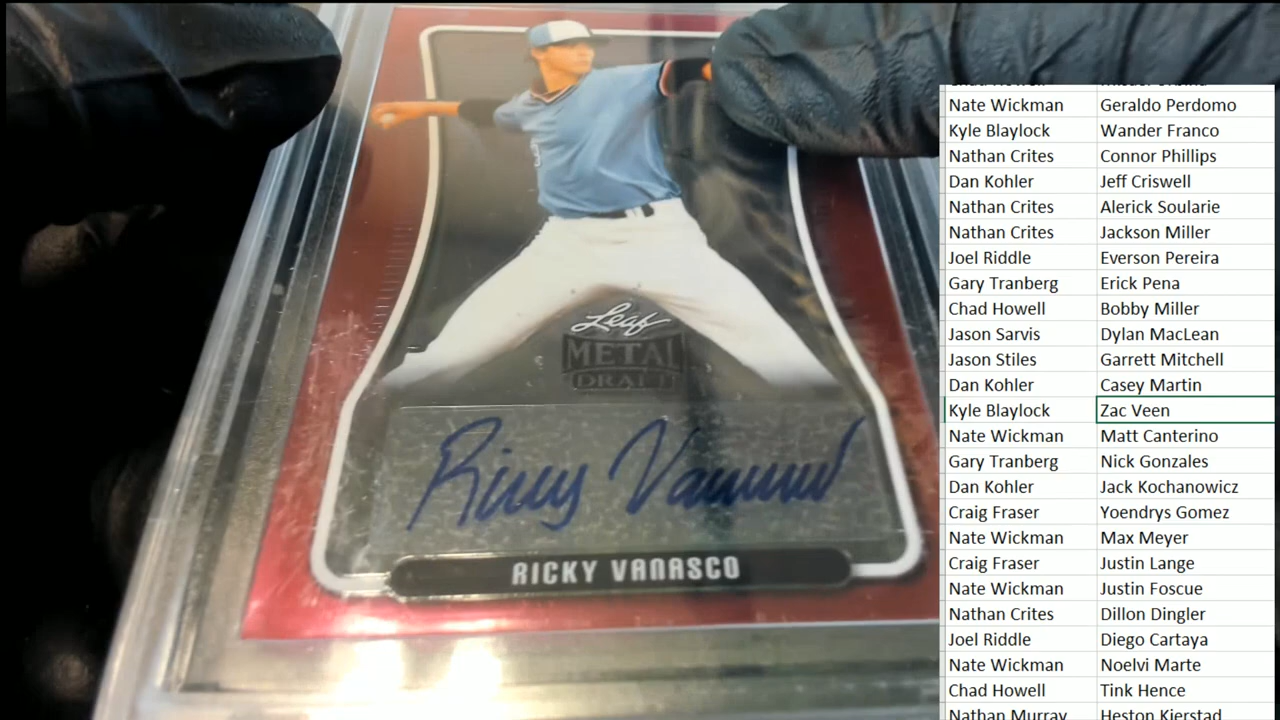 Leaf
METAL
DRAFT
Ricky Vanasco
RICKY VANASCO
Nate Wickman Geraldo Perdomo
Kyle Blaylock Wander Franco
Nathan Crites Connor Phillips
Dan Kohler Jeff Criswell
Nathan Crites Alerick Soularie
Nathan Crites Jackson Miller
Joel Riddle Everson Pereira
Gary Tranberg Erick Pena
Chad Howell Bobby Miller
Jason Sarvis Dylan MacLean
Jason Stiles Garrett Mitchell
Dan Kohler Casey Martin
Kyle Blaylock Zac Veen
Nate Wickman Matt Canterino
Gary Tranberg Nick Gonzales
Dan Kohler Jack Kochanowicz
Craig Fraser Yoendrys Gomez
Nate Wickman Max Meyer
Craig Fraser Justin Lange
Nate Wickman Justin Foscue
Nathan Crites Dillon Dingler
Joel Riddle Diego Cartaya
Nate Wickman Noelvi Marte
Chad Howell Tink Hence
Nathan Murray Heston Kjerstad